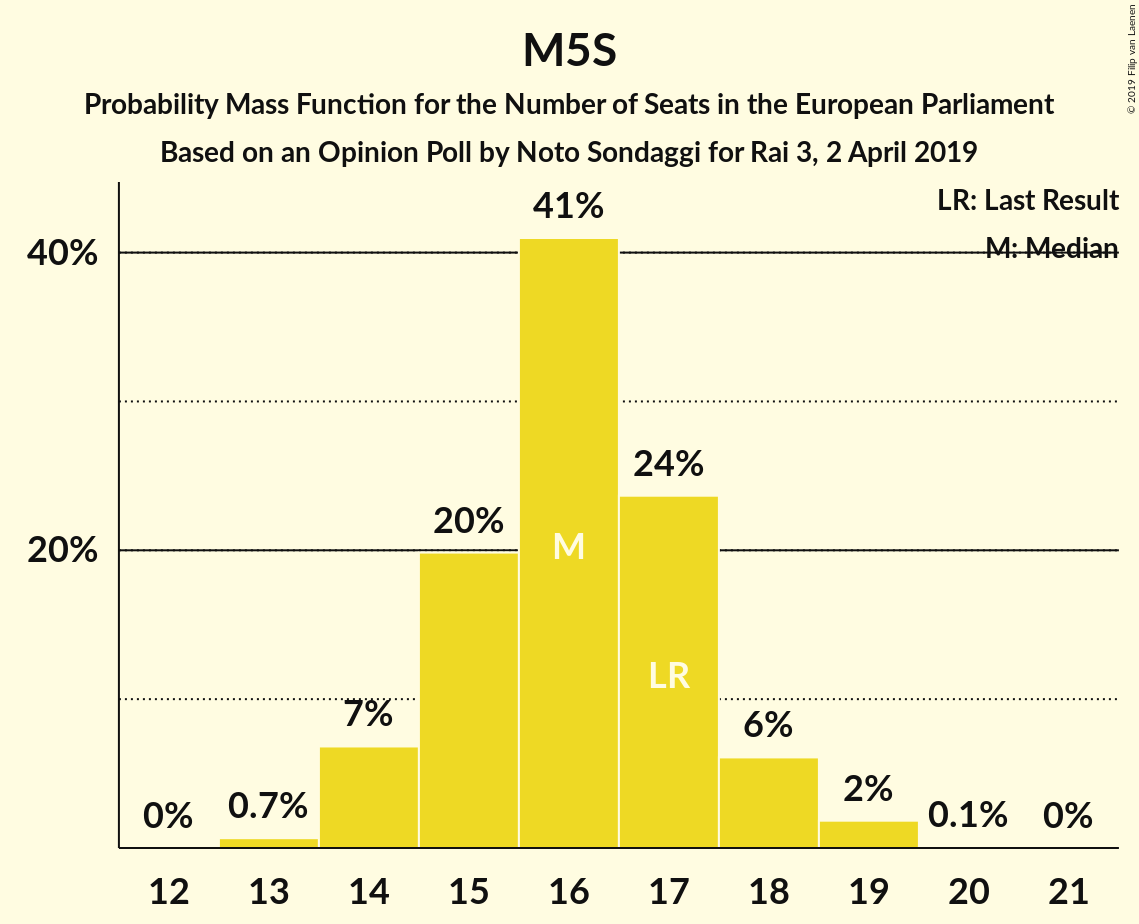 M5S
Probability Mass Function for the Number of Seats in the European Parliament
Based on an Opinion Poll by Noto Sondaggi for Rai 3, 2 April 2019
© 2019 Filip van Laenen
LR: Last Result
M: Median
40%
20%
0%
0.7%
7%
20%
41%
24%
6%
2%
0.1%
0%
M
LR
12 13 14 15 16 17 18 19 20 21